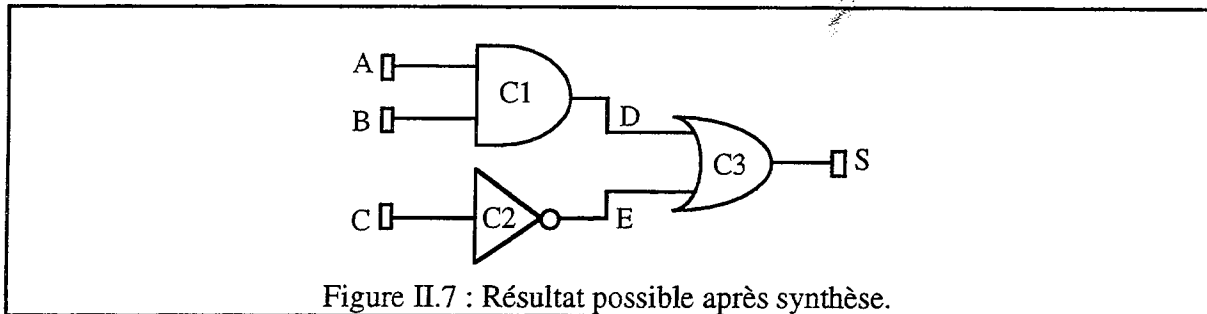 A
C1
B
D
C3
S
C
C2
E
Figure II.7 : Résultat possible après synthèse.